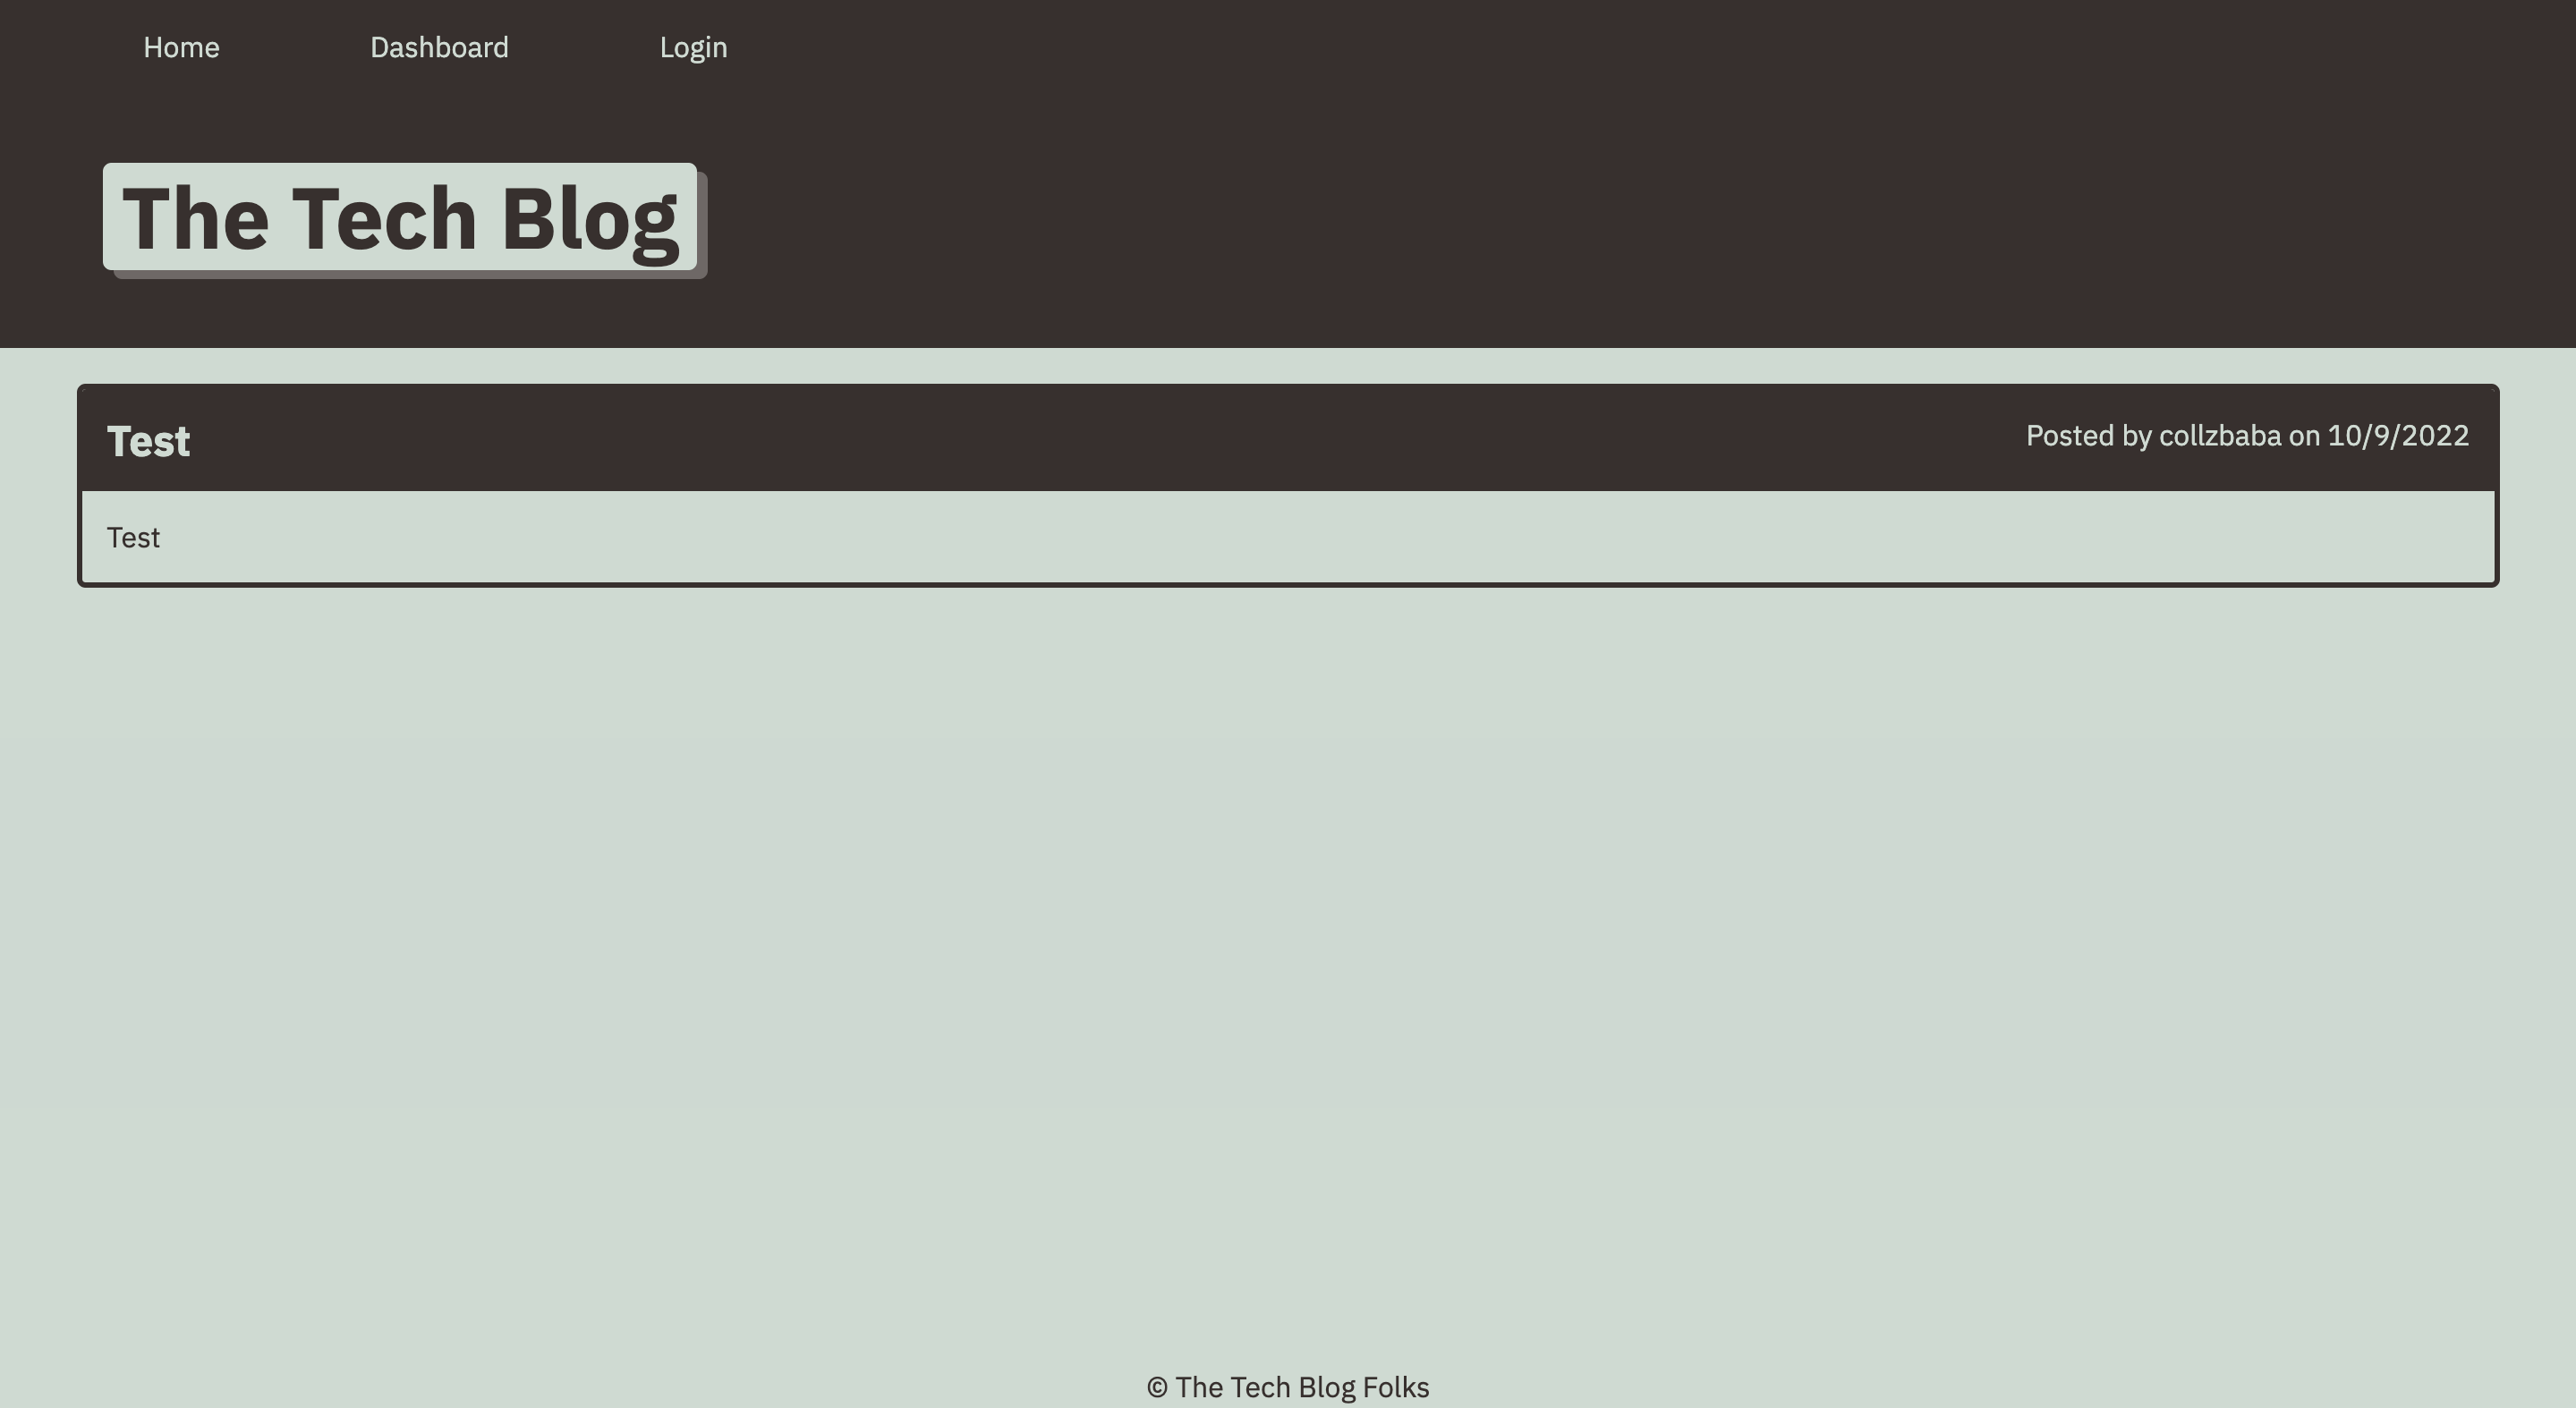 Home Dashboard Login
The Tech Blog
Test Posted by collzbaba on 10/9/2022
Test
© The Tech Blog Folks